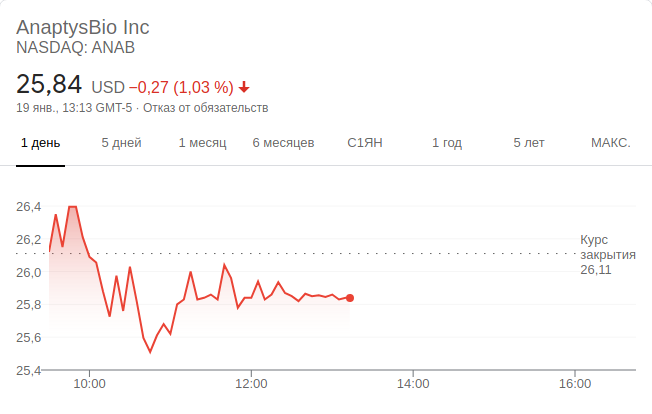 AnaptysBio Inc
NASDAQ: ANAB
25,84 USD −0,27 (1,03 %)
19 янв., 13:13 GMT-5 · Отказ от обязательств
1 день 5 дней 1 месяц 6 месяцев С1ЯН 1 год 5 лет МАКС.
26,4
26,2
Курс
закрытия
26,11
26,0
25,8
25,6
25,4
10:00 12:00 14:00 16:00